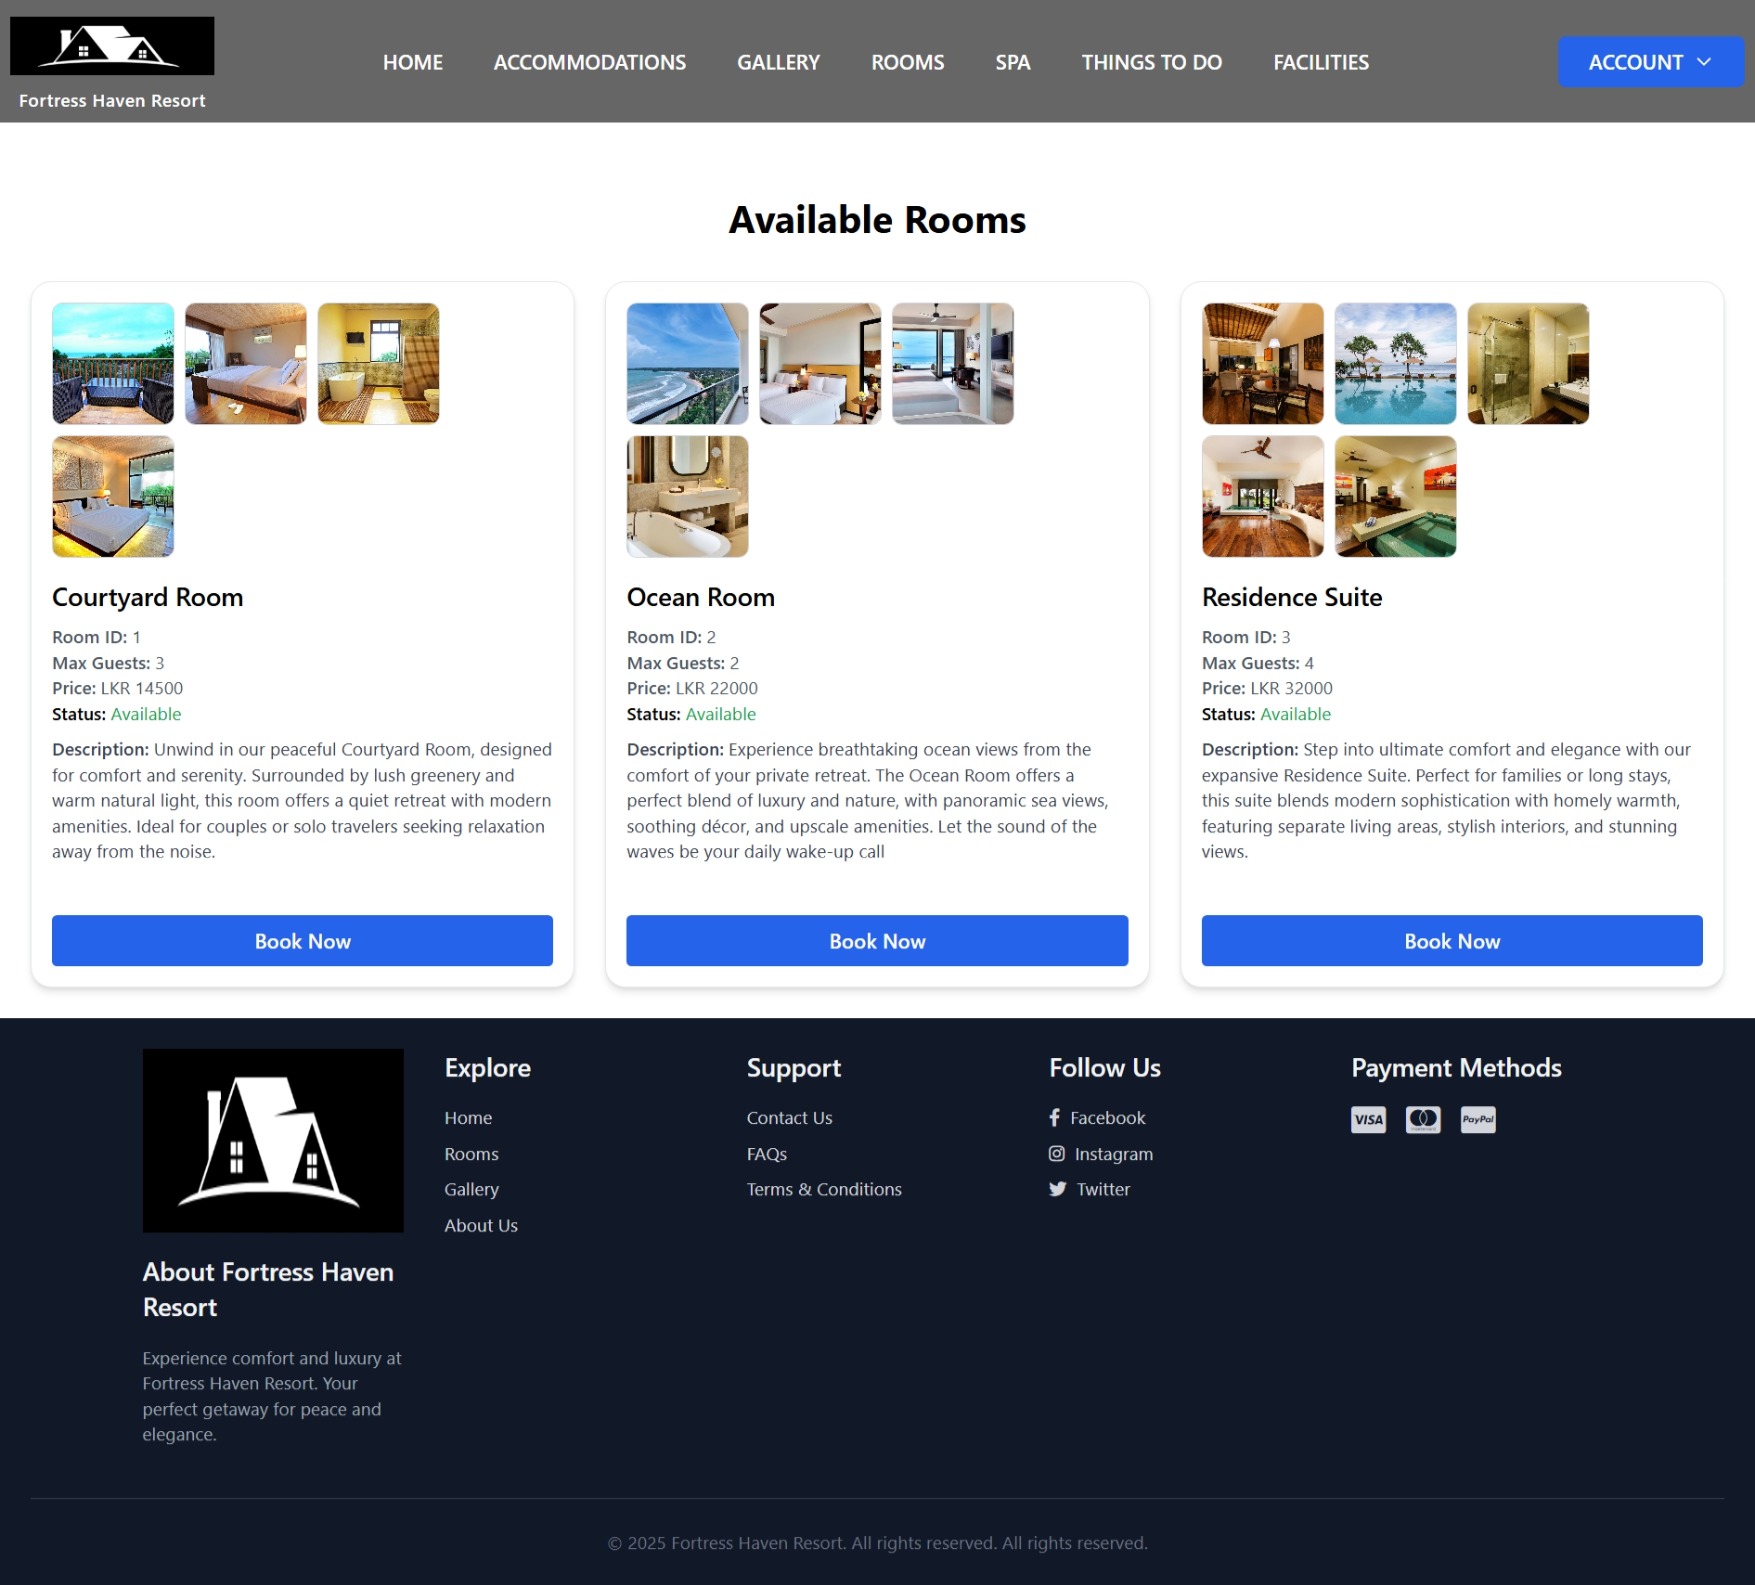 Fortress Haven Resort
HOME
ACCOMMODATIONS
GALLERY
ROOMS
SPA
THINGS TO DO
FACILITIES
ACCOUNT
Available Rooms
Courtyard Room
Room ID: 1
Max Guests: 3
Price: LKR 14500
Status: Available
Description: Unwind in our peaceful Courtyard Room, designed
for comfort and serenity. Surrounded by lush greenery and
warm natural light, this room offers a quiet retreat with modern
amenities. Ideal for couples or solo travelers seeking relaxation
away from the noise.
Book Now
Ocean Room
Room ID: 2
Max Guests: 2
Price: LKR 22000
Status: Available
Description: Experience breathtaking ocean views from the
comfort of your private retreat. The Ocean Room offers a
perfect blend of luxury and nature, with panoramic sea views,
soothing décor, and upscale amenities. Let the sound of the
waves be your daily wake-up call
Book Now
Residence Suite
Room ID: 3
Max Guests: 4
Price: LKR 32000
Status: Available
Description: Step into ultimate comfort and elegance with our
expansive Residence Suite. Perfect for families or long stays,
this suite blends modern sophistication with homely warmth,
featuring separate living areas, stylish interiors, and stunning
views.
Book Now
About Fortress Haven
Resort
Experience comfort and luxury at
Fortress Haven Resort. Your
perfect getaway for peace and
elegance.
Explore
Home
Rooms
Gallery
About Us
Support
Contact Us
FAQs
Terms & Conditions
Follow Us
Facebook
Instagram
Twitter
Payment Methods
VISA
PayPal
© 2025 Fortress Haven Resort. All rights reserved. All rights reserved.